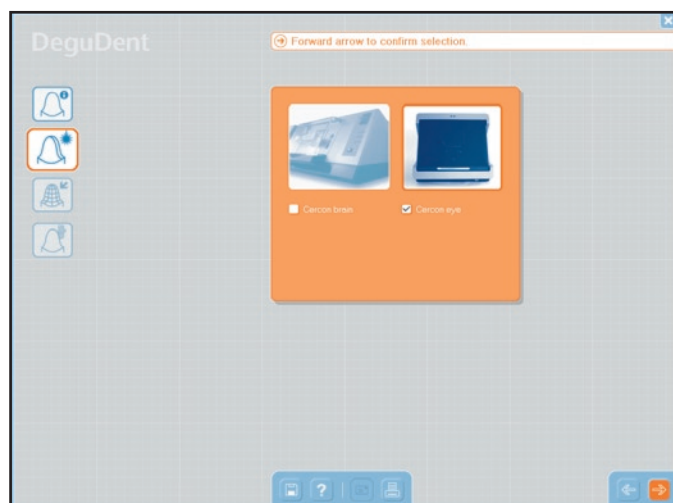 DeguDent
Forward arrow to confirm selection.
Cercon brain
Cercon eye
?